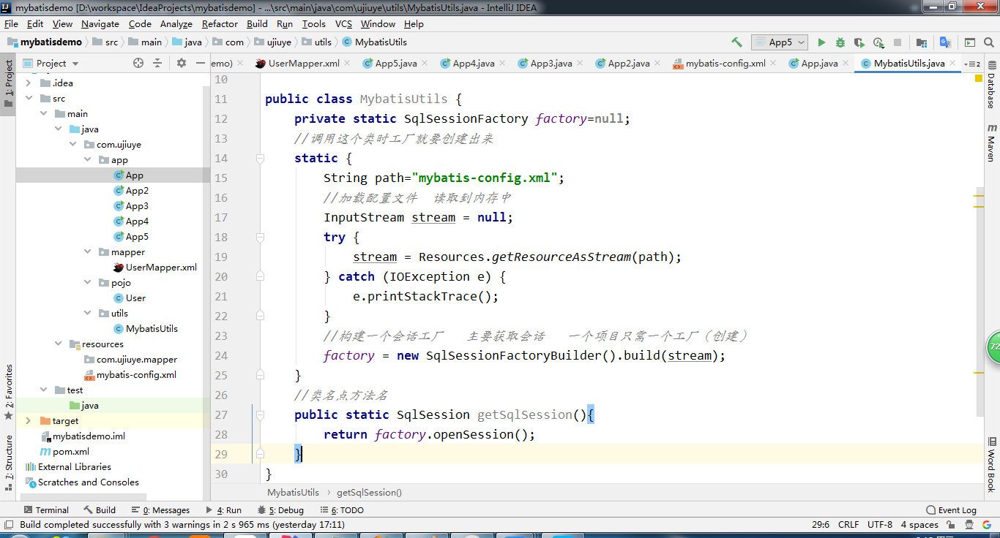 mybatisdemo [D:\workspace\IdeaProjects\mybatisdemo] - ...\src\main\java\com\ujiuye\utils\MybatisUtils.java - IntelliJ IDEA
File Edit View Navigate Code Analyze Refactor Build Run Tools VCS Window Help
mybatisdemo src main java com ujiuye utils MybatisUtils
App5
Project
emo) UserMapper.xml App5.java App4.java App3.java App2.java mybatis-config.xml App.java MybatisUtils.java 2
1: Project
2: Favorites
7: Structure
.idea
src
main
java
com.ujiuye
app
App
App2
App3
App4
App5
mapper
UserMapper.xml
pojo
User
utils
MybatisUtils
resources
com.ujiuye.mapper
mybatis-config.xml
test
java
target
mybatisdemo.iml
pom.xml
External Libraries
Scratches and Consoles
10
11 public class MybatisUtils {
12 private static SqlSessionFactory factory=null;
13 //调用这个类时工厂就要创建出来
14 static {
15 String path="mybatis-config.xml";
16 //加载配置文件 读取到内存中
17 InputStream stream = null;
18 try {
19 stream = Resources.getResourceAsStream(path);
20 } catch (IOException e) {
21 e.printStackTrace();
22 }
23 //构建一个会话工厂 主要获取会话 一个项目只需一个工厂（创建）
24 factory = new SqlSessionFactoryBuilder().build(stream);
25 }
26 //类名点方法名
27 public static SqlSession getSqlSession(){
28 return factory.openSession();
29 }
30 }
MybatisUtils getSqlSession()
Database
Maven
72
Word Book
Terminal Build 0: Messages 4: Run 5: Debug 6: TODO Event Log
Build completed successfully with 3 warnings in 2 s 965 ms (yesterday 17:11) 29:6 CRLF UTF-8 4 spaces